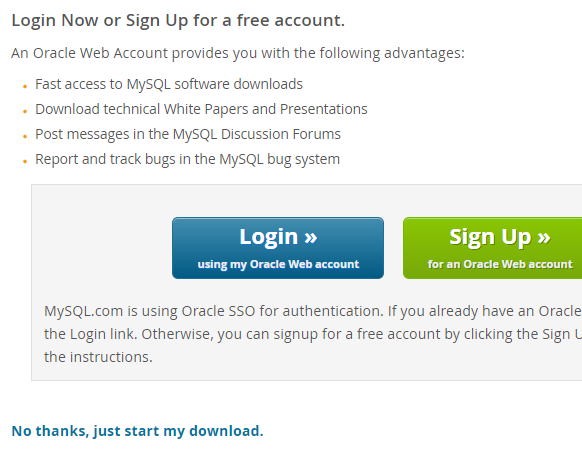 Login Now or Sign Up for a free account.
An Oracle Web Account provides you with the following advantages:
Fast access to MySQL software downloads
Download technical White Papers and Presentations
Post messages in the MySQL Discussion Forums
Report and track bugs in the MySQL bug system
Login »
using my Oracle Web account
Sign Up »
for an Oracle Web account
MySQL.com is using Oracle SSO for authentication. If you already have an Oracle
the Login link. Otherwise, you can signup for a free account by clicking the Sign U
the instructions.
No thanks, just start my download.